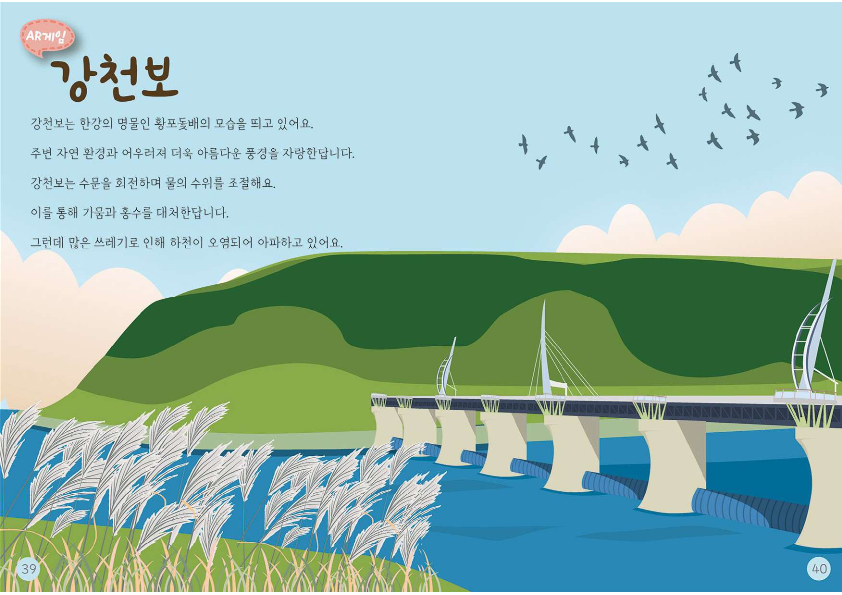 AR게임
강천보
강천보는 한강의 명물인 황포돛배의 모습을 띄고 있어요.
주변 자연 환경과 어우러져 더욱 아름다운 풍경을 자랑한답니다.
강천보는 수문을 회전하며 물의 수위를 조절해요.
이를 통해 가뭄과 홍수를 대처한답니다.
그런데 많은 쓰레기로 인해 하천이 오염되어 아파하고 있어요.
39
40